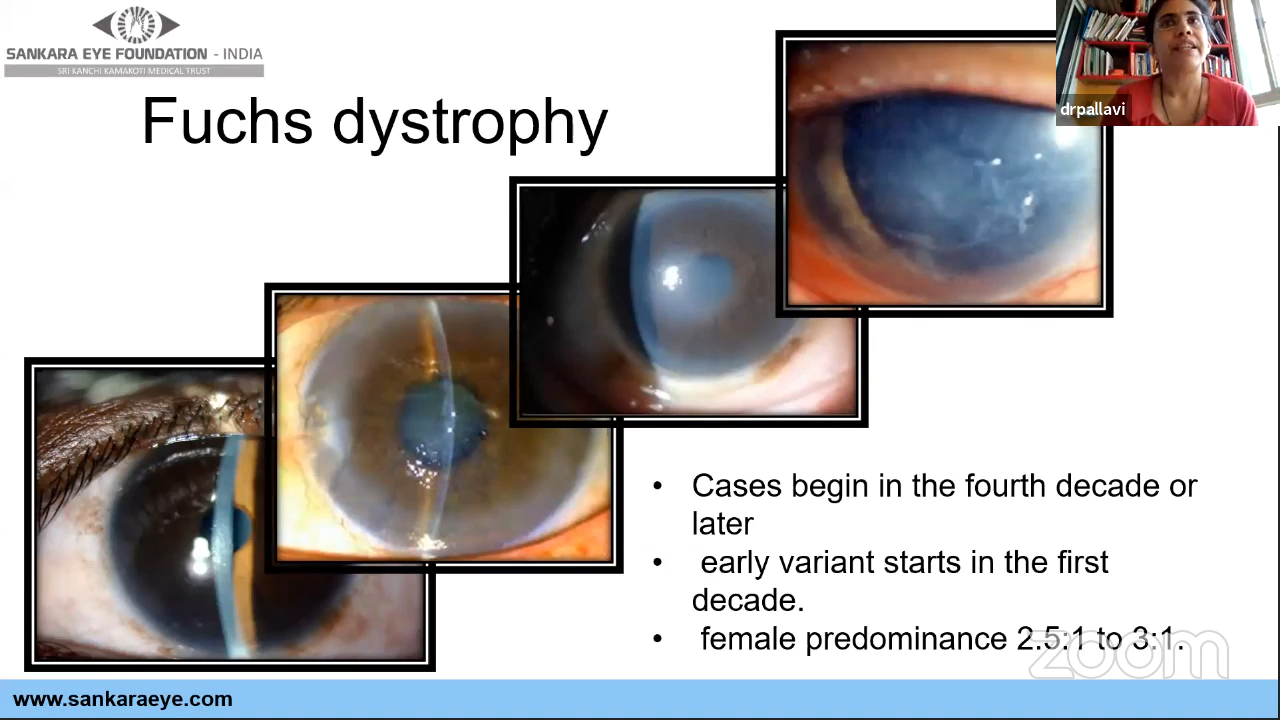 SANKARA EYE FOUNDATION - INDIA
SRI KANCHI KAMAKOTI MEDICAL TRUST
drpallavi
Fuchs dystrophy
• Cases begin in the fourth decade or
later
• early variant starts in the first
decade.
• female predominance 2.5:1 to 3:1.
zoom
www.sankaraeye.com